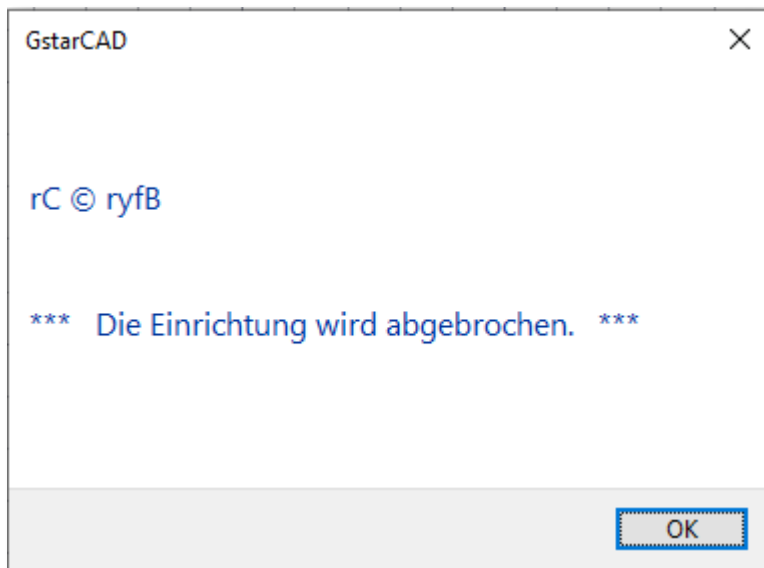 GstarCAD
rC © ryfB
*** Die Einrichtung wird abgebrochen. ***
OK